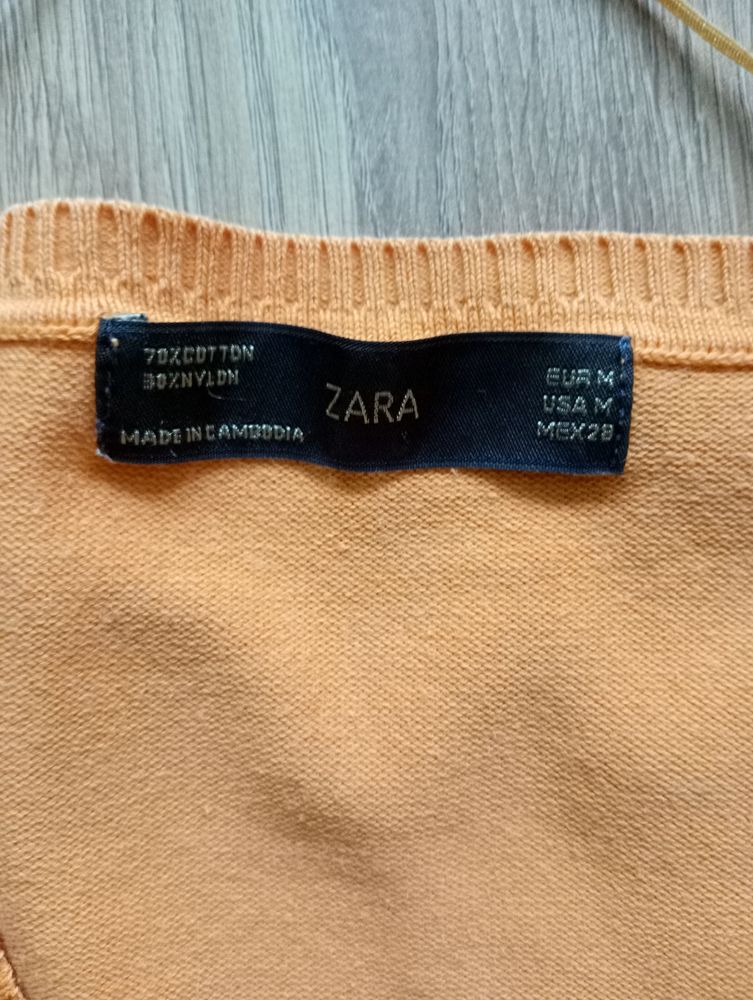 70%COTTON
30%NYLON
MADE IN CAMBODIA
ZARA
EUR M
USA M
MEX 28